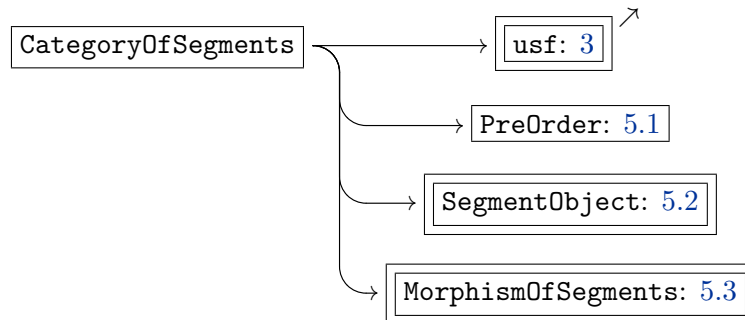 CategoryOfSegments
usf: 3
PreOrder: 5.1
SegmentObject: 5.2
MorphismOfSegments: 5.3